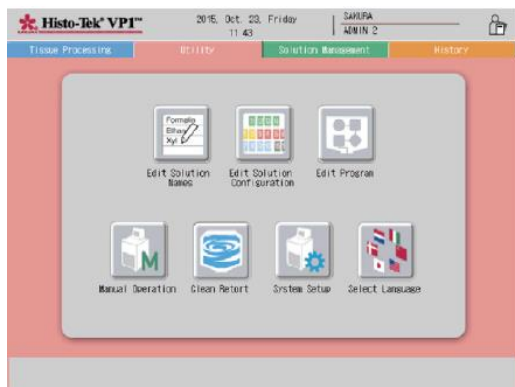 Histo-Tek® VP1™
2015. Oct. 23. Friday
11 43
SAKURA
ADMIN 2
Tissue Processing
Utility
Solution Management
History
Formalin
Ethan
Xyl
Edit Solution
Names
Edit Solution
Configuration
Edit Program
M
Manual Operation
Clean Retort
System Setup
Select Language